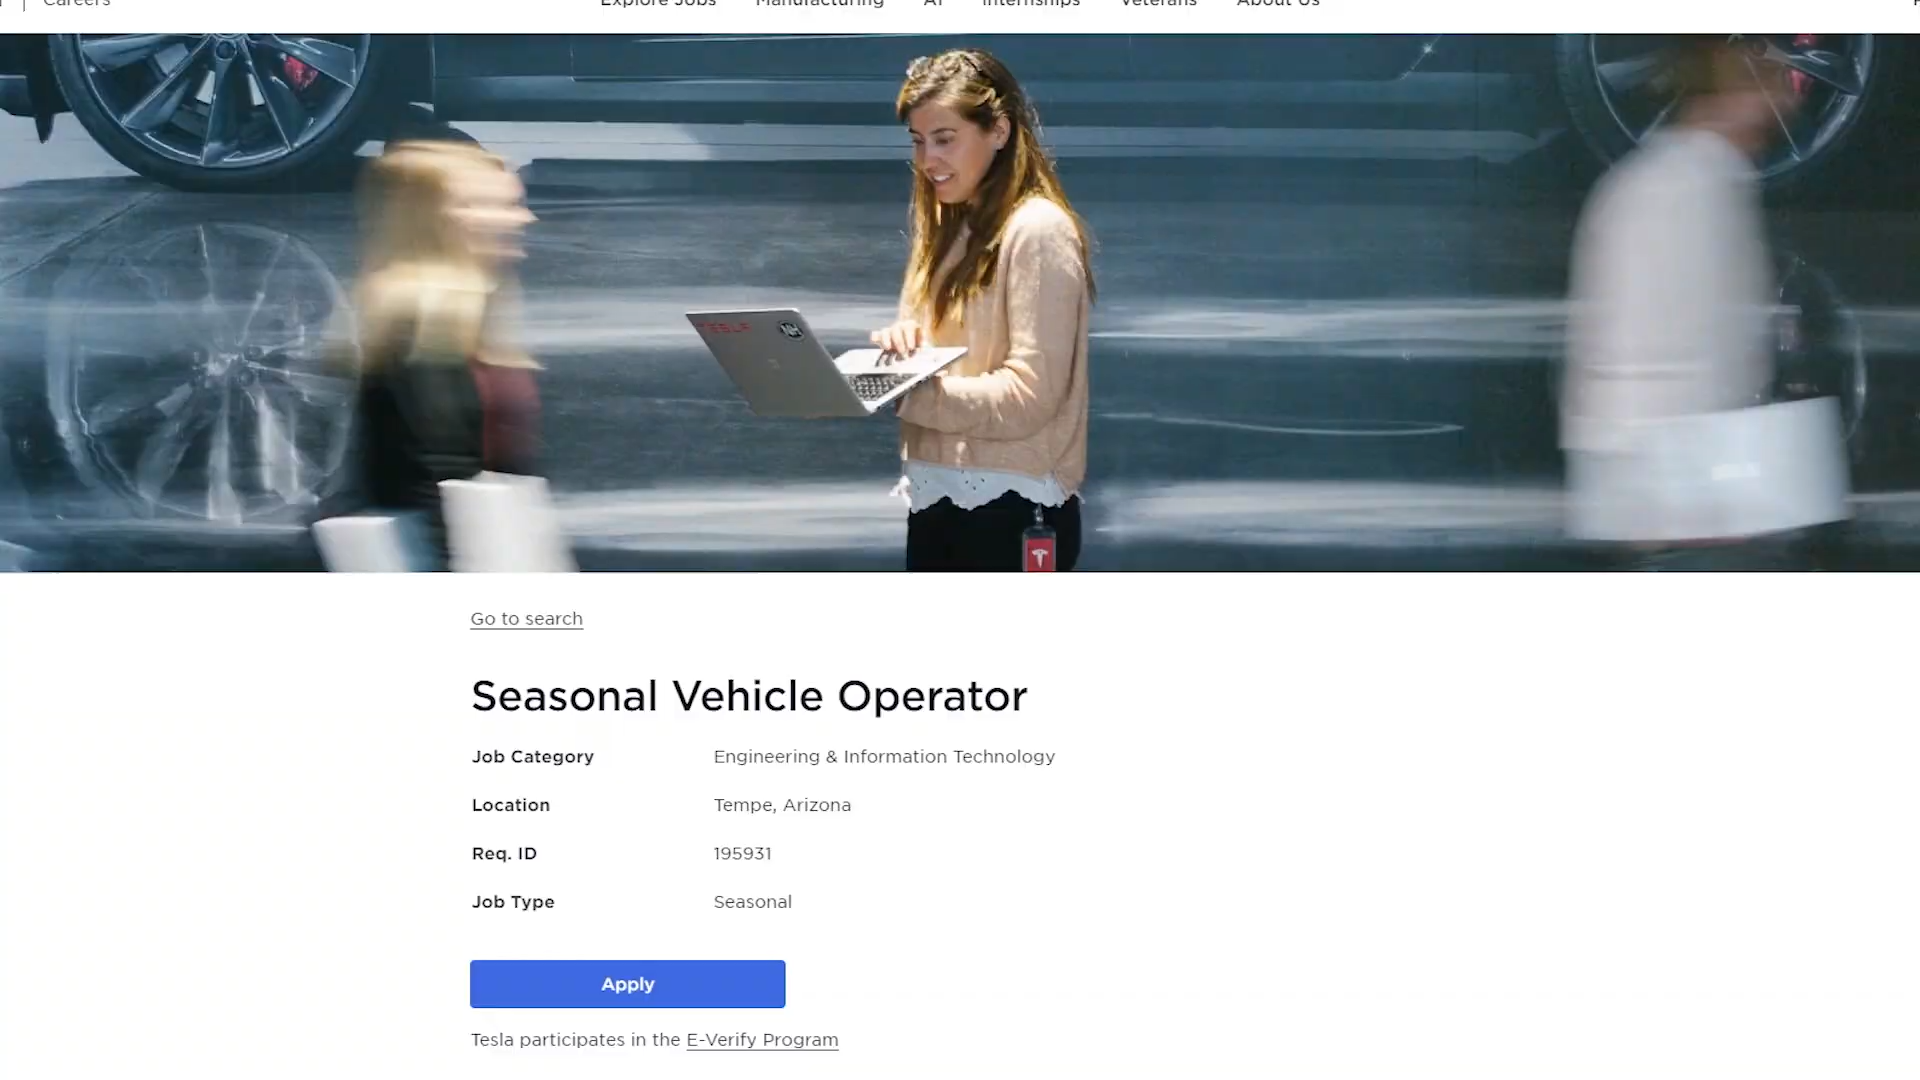 Careers Explore Jobs Manufacturing AI Internships Veterans About Us
TESLA
Go to search
Seasonal Vehicle Operator
Job Category Engineering & Information Technology
Location Tempe, Arizona
Req. ID 195931
Job Type Seasonal
Apply
Tesla participates in the E-Verify Program